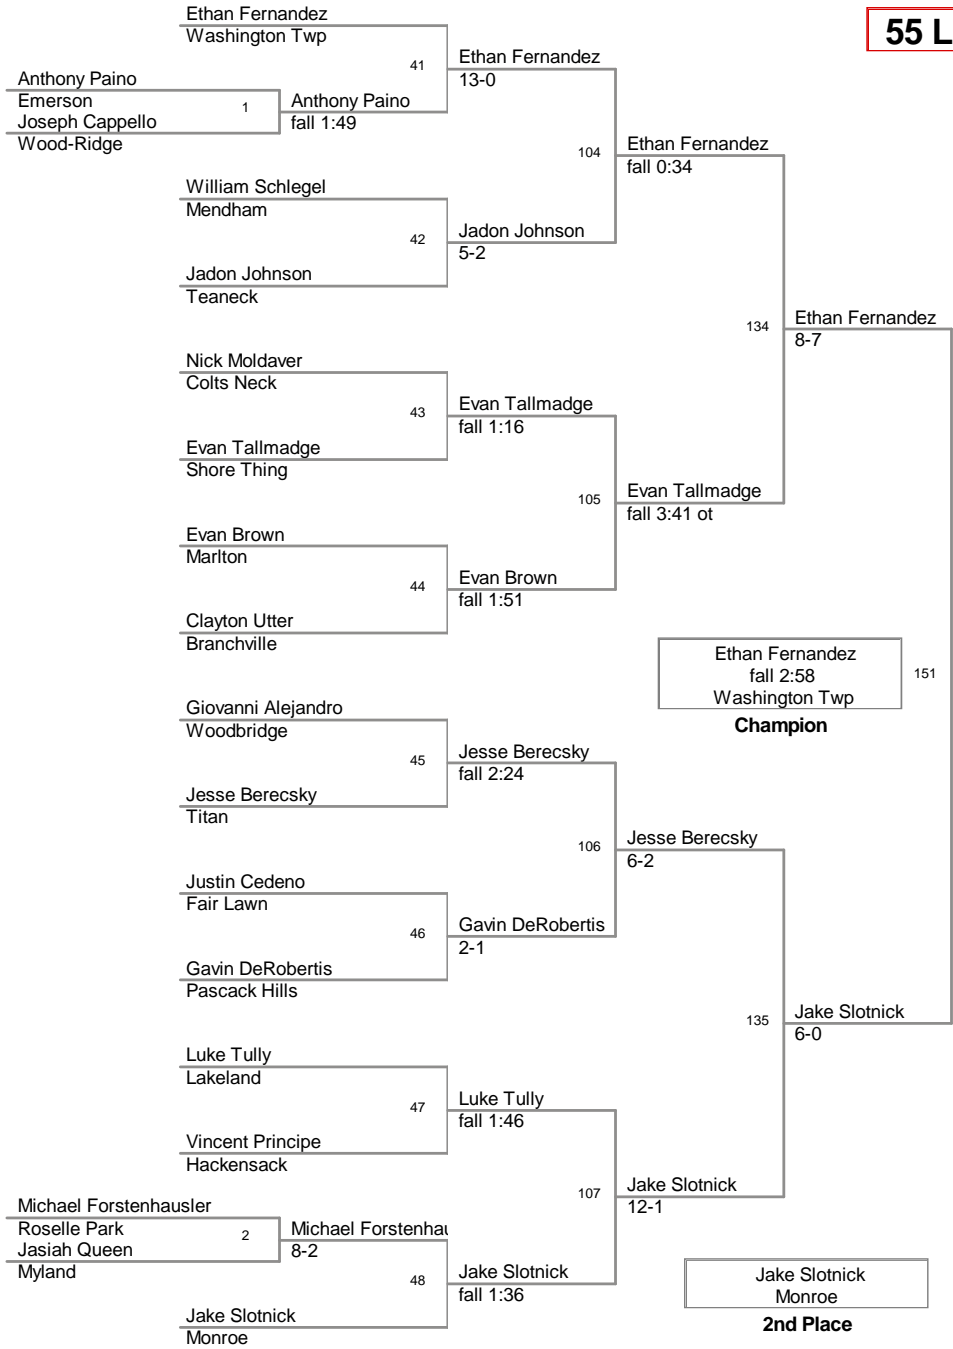 Ethan Fernandez
Washington Twp
55 L
41
Ethan Fernandez
13-0
Anthony Paino
Emerson
1
Joseph Cappello
Wood-Ridge
Anthony Paino
fall 1:49
104
Ethan Fernandez
fall 0:34
William Schlegel
Mendham
42
Jadon Johnson
5-2
Jadon Johnson
Teaneck
134
Ethan Fernandez
8-7
Nick Moldaver
Colts Neck
43
Evan Tallmadge
fall 1:16
Evan Tallmadge
Shore Thing
105
Evan Tallmadge
fall 3:41 ot
Evan Brown
Marlton
44
Evan Brown
fall 1:51
Clayton Utter
Branchville
Ethan Fernandez
fall 2:58
Washington Twp
151
Champion
Giovanni Alejandro
Woodbridge
45
Jesse Berecsky
fall 2:24
Jesse Berecsky
Titan
106
Jesse Berecsky
6-2
Justin Cedeno
Fair Lawn
46
Gavin DeRobertis
2-1
Gavin DeRobertis
Pascack Hills
135
Jake Slotnick
6-0
Luke Tully
Lakeland
47
Luke Tully
fall 1:46
Vincent Principe
Hackensack
107
Jake Slotnick
12-1
Michael Forstenhausler
Roselle Park
2
Jasiah Queen
Myland
Michael Forstenhau
8-2
48
Jake Slotnick
fall 1:36
Jake Slotnick
Monroe
Jake Slotnick
Monroe
2nd Place